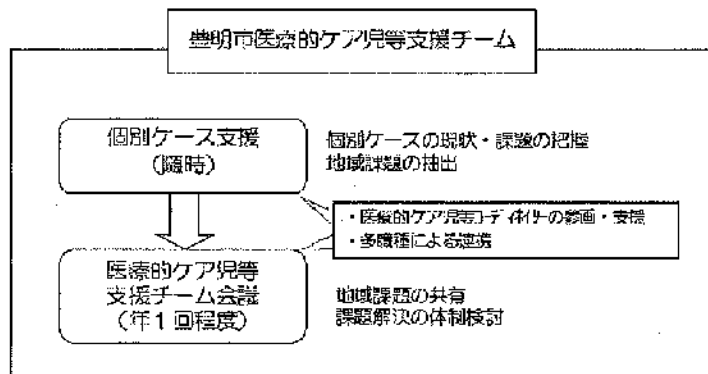 豊明市医療的ケア児等支援チーム
個別ケース支援
(随時)
個別ケースの現状・課題の把握
地域課題の抽出
・医療的ケア児等コーディネイターの参画・支援
・多職種による連携
医療的ケア児等
支援チーム会議
(年1回程度)
地域課題の共有
課題解決の体制検討